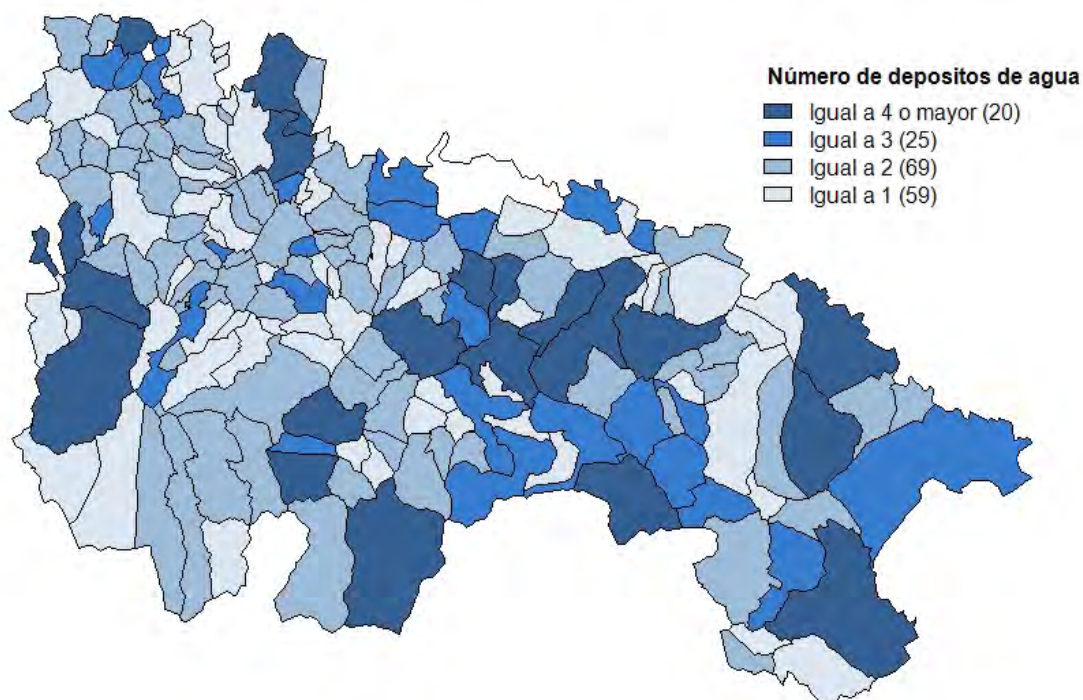 Número de depositos de agua
Igual a 4 o mayor (20)
Igual a 3 (25)
Igual a 2 (69)
Igual a 1 (59)